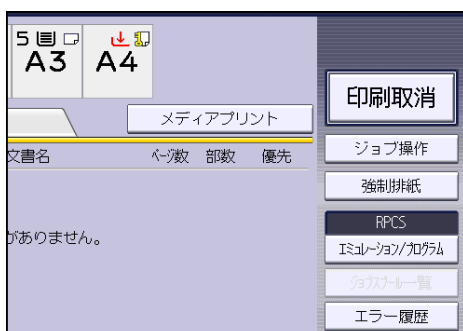 5
A3 A4
印刷取消
メディアプリント
ジョブ操作
文書名 ページ数 部数 優先
強制排紙
RPCS
がありません。
エミュレーション/プログラム
ジョブスプール一覧
エラー履歴